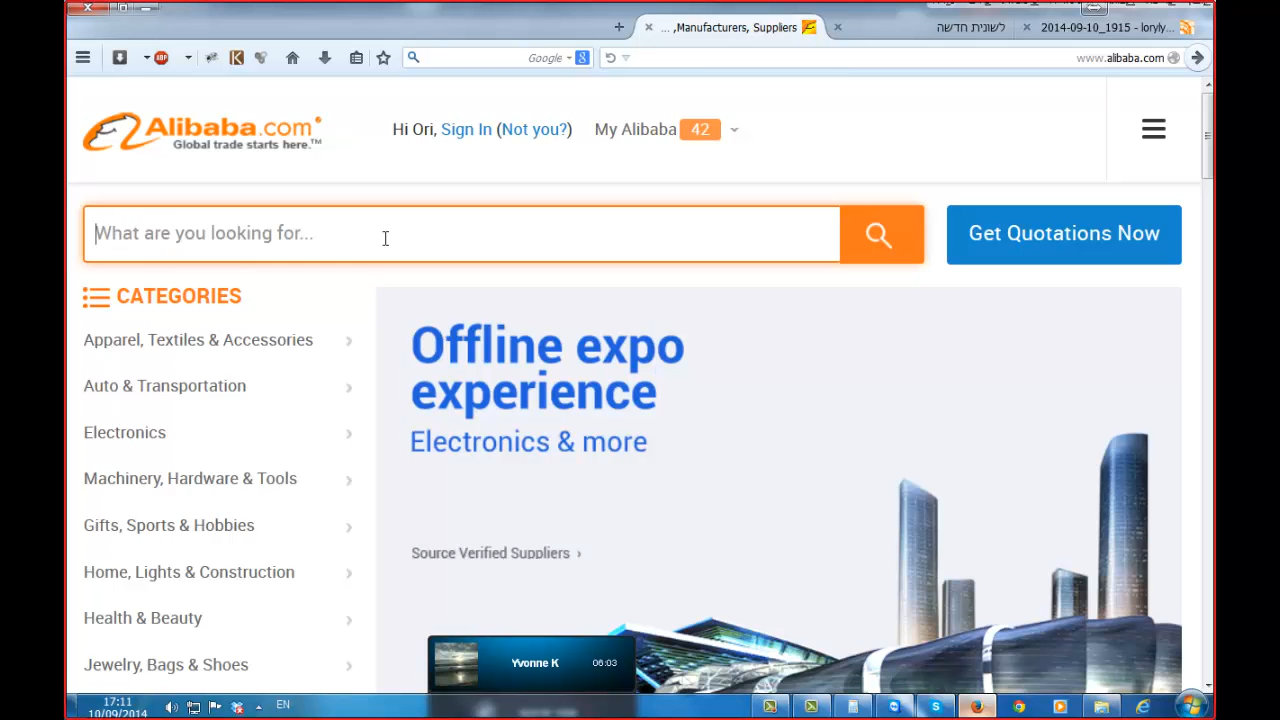 ... ,Manufacturers, Suppliers
לשונית חדשה
2014-09-10_1915 - loryly...
Google
www.alibaba.com
Alibaba.com
Global trade starts here.™
Hi Ori, Sign In (Not you?)
My Alibaba 42
What are you looking for...
Get Quotations Now
CATEGORIES
Apparel, Textiles & Accessories
Auto & Transportation
Electronics
Machinery, Hardware & Tools
Gifts, Sports & Hobbies
Home, Lights & Construction
Health & Beauty
Jewelry, Bags & Shoes
Offline expo
experience
Electronics & more
Source Verified Suppliers
Yvonne K 06:03
17:11
10/09/2014
EN